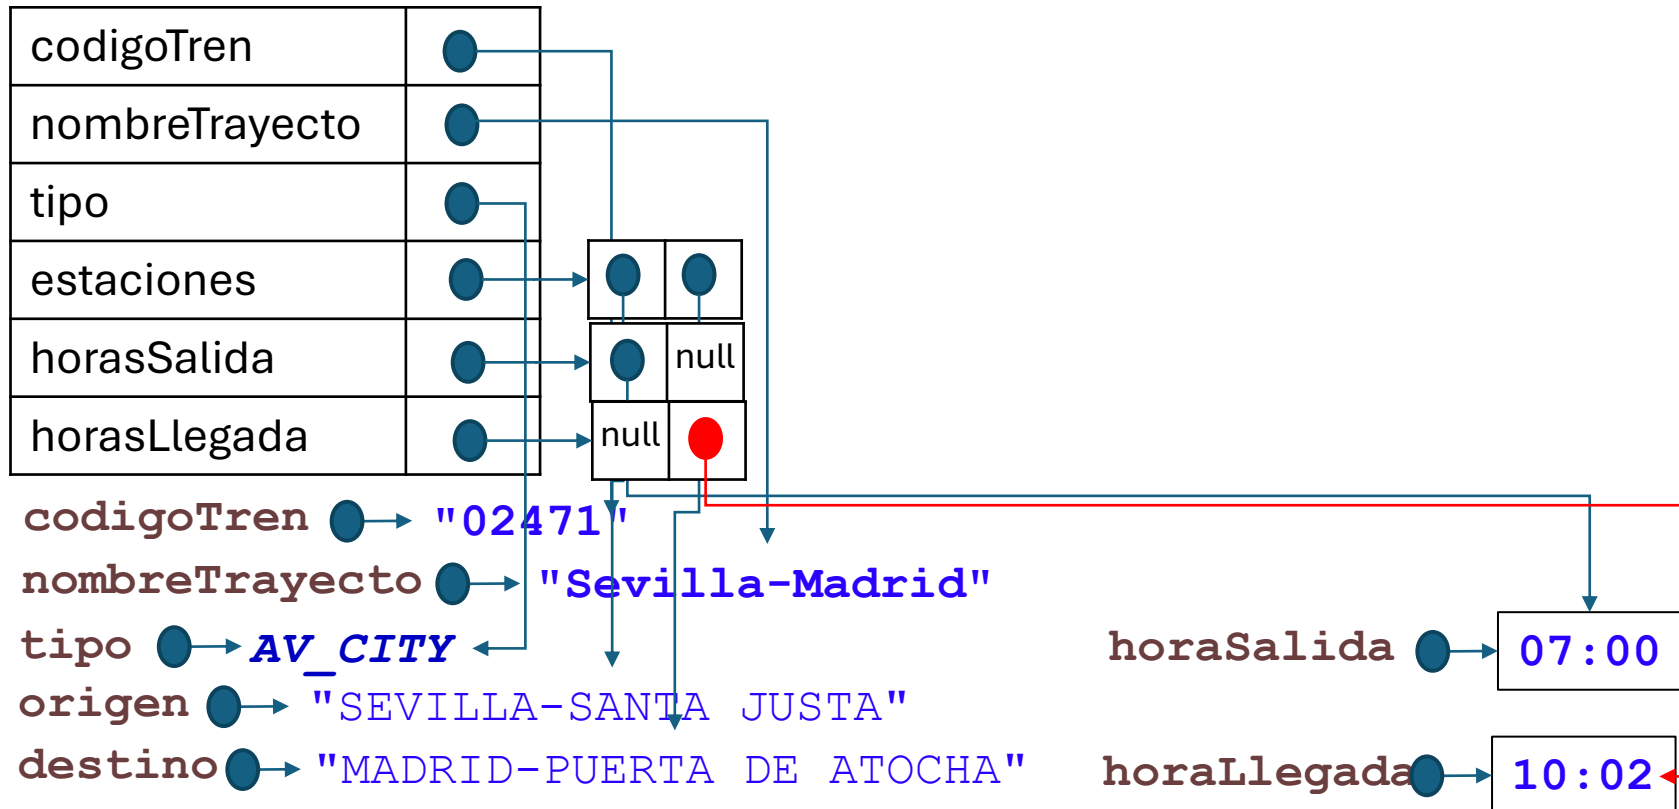 codigoTren
nombreTrayecto
tipo
estaciones
horasSalida null
horasLlegada null
codigoTren "02471"
nombreTrayecto "Sevilla-Madrid"
tipo AV_CITY horaSalida 07:00
origen "SEVILLA-SANTA JUSTA"
destino "MADRID-PUERTA DE ATOCHA" horaLlegada 10:02